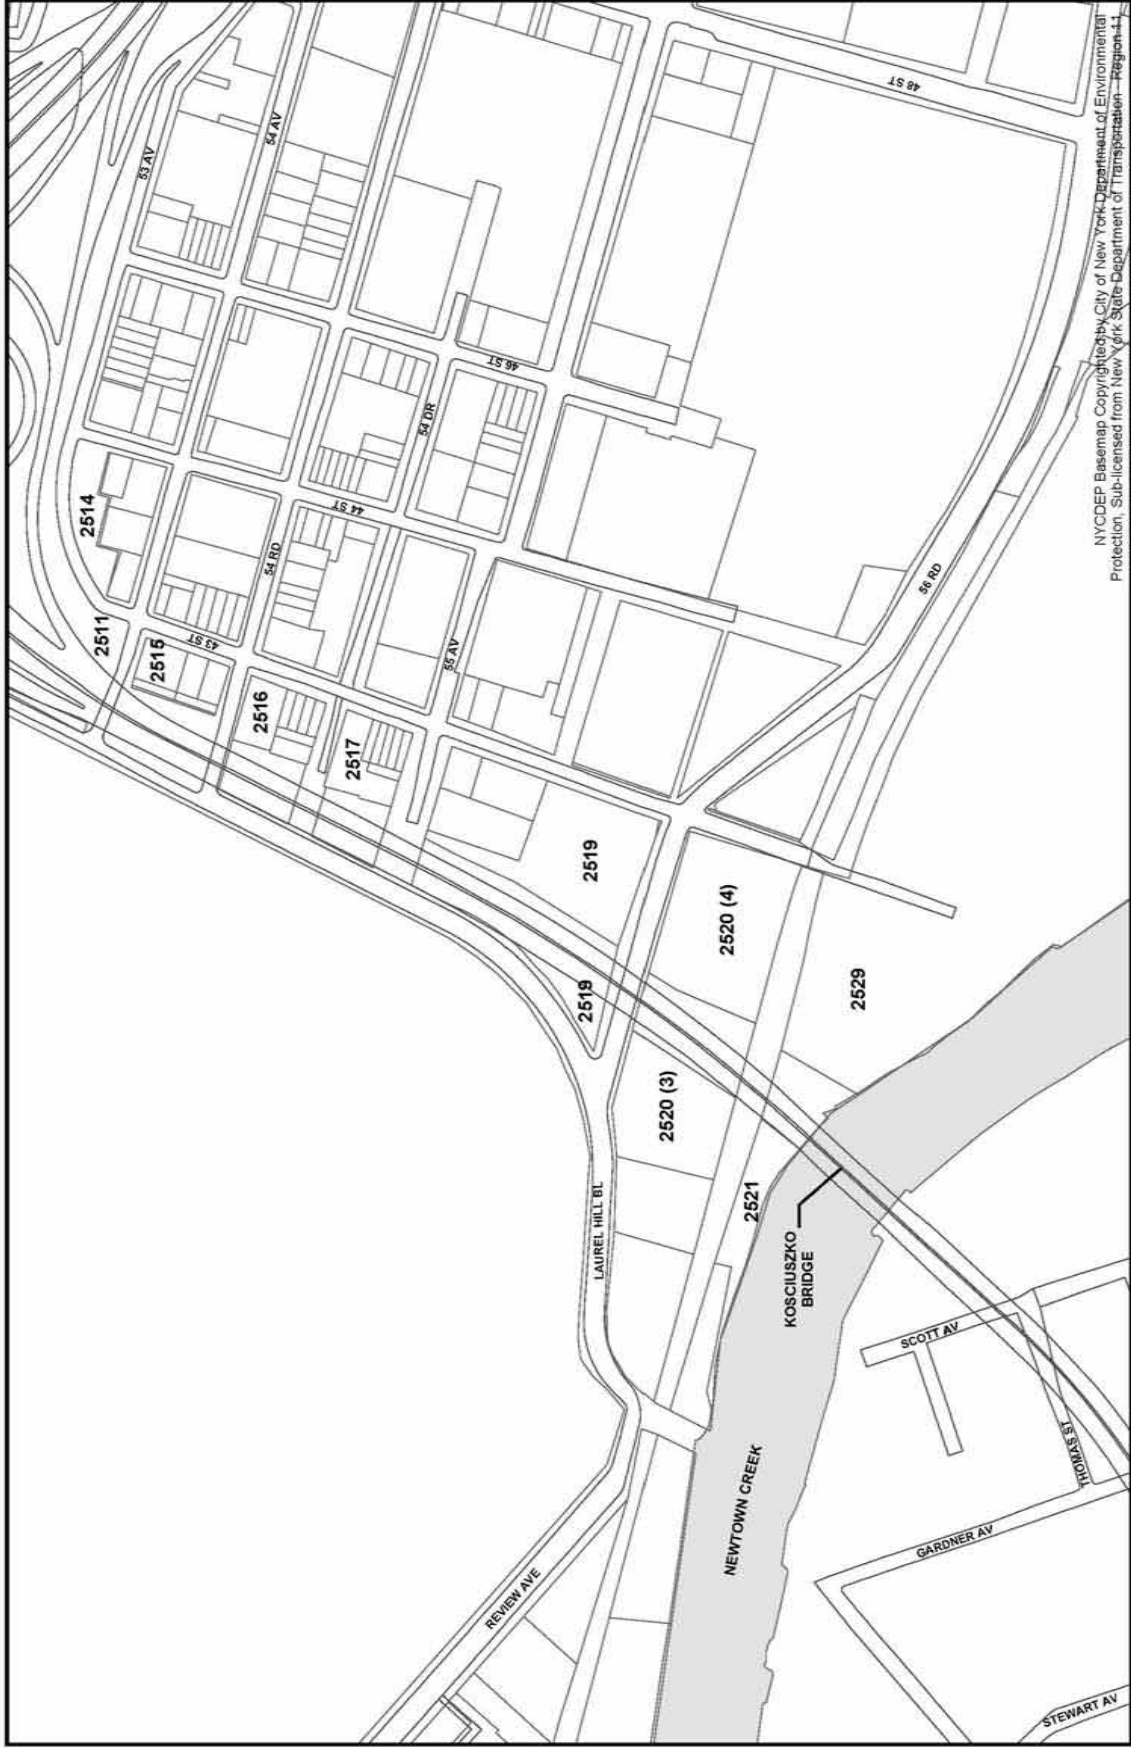 53 AV
54 AV
48 ST
46 ST
54 DR
2514
44 ST
54 RD
2511
2515
43 ST
55 AV
56 RD
2516
2517
2519
2520 (4)
2529
2519
2520 (3)
2521
LAUREL HILL BL
KOSCIUSZKO
BRIDGE
SCOTT AV
THOMAS ST
NEWTOWN CREEK
GARDNER AV
REVIEW AVE
STEWART AV
NYCDEP Basemap Copyrighted by City of New York Department of Environmental
Protection, Sub-licensed from New York State Department of Transportation - Region 11